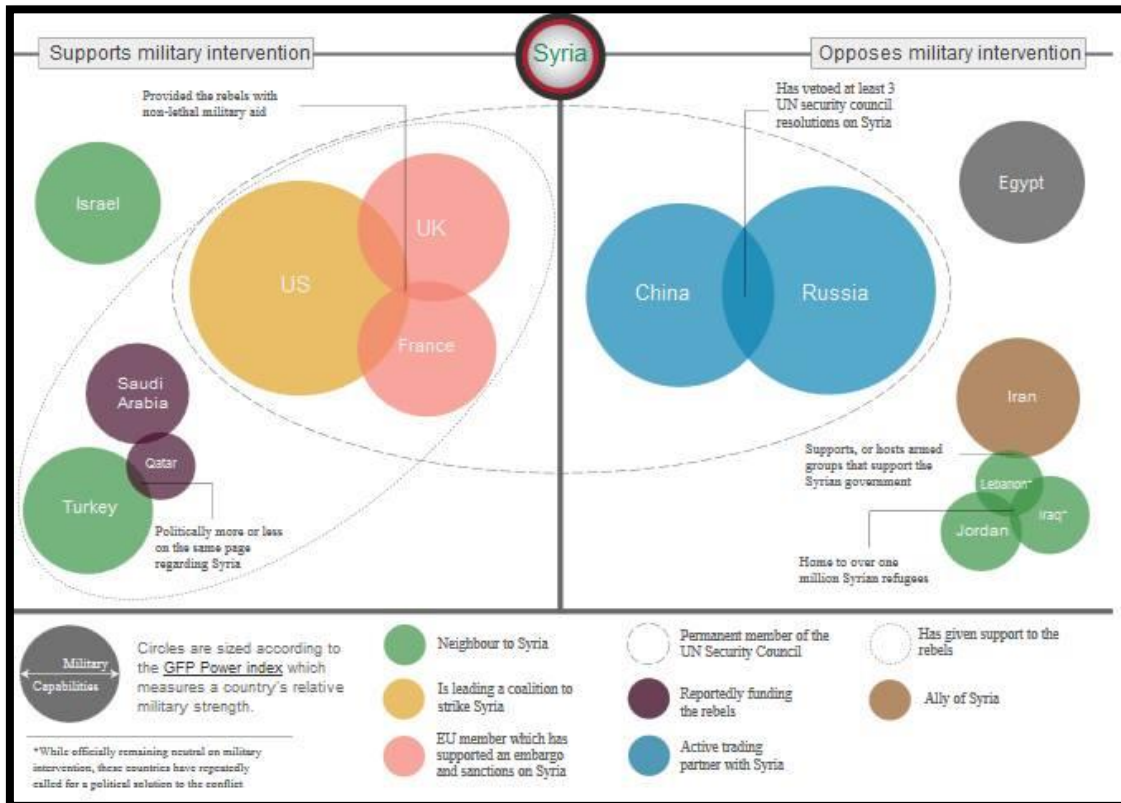 Supports military intervention
Syria
Opposes military intervention
Provided the rebels with
non-lethal military aid
Has vetoed at least 3
UN security council
resolutions on Syria
Israel
UK
US
France
China
Russia
Egypt
Saudi
Arabia
Qatar
Turkey
Politically more or less
on the same page
regarding Syria
Iran
Supports, or hosts armed
groups that support the
Syrian government
Lebanon*
Iraq*
Jordan
Home to over one
million Syrian refugees
Military
Capabilities
Circles are sized according to
the GFP Power index which
measures a country's relative
military strength.
*While officially remaining neutral on military
intervention, these countries have repeatedly
called for a political solution to the conflict
Neighbour to Syria
Is leading a coalition to
strike Syria
EU member which has
supported an embargo
and sanctions on Syria
Permanent member of the
UN Security Council
Reportedly funding
the rebels
Active trading
partner with Syria
Has given support to the
rebels
Ally of Syria